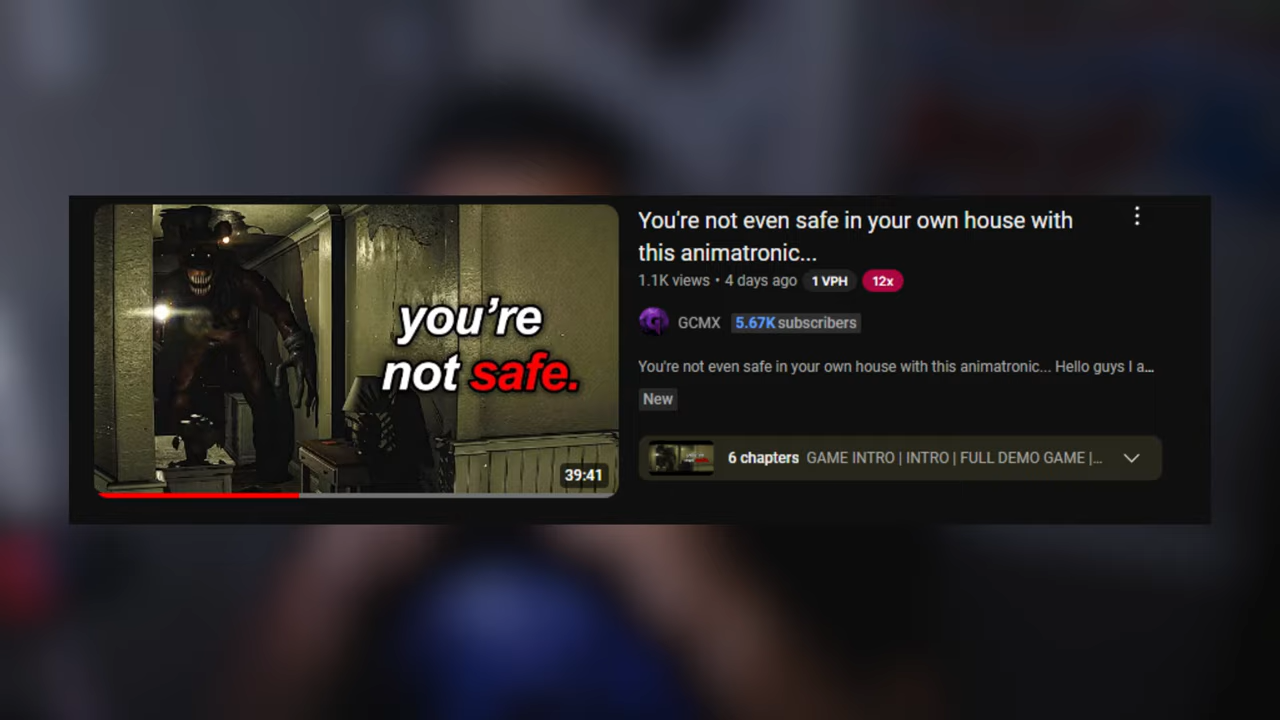 you're
not safe.
39:41
You're not even safe in your own house with
this animatronic...
1.1K views • 4 days ago 1 VPH 12x
GCMX 5.67K subscribers
You're not even safe in your own house with this animatronic... Hello guys I a...
New
6 chapters GAME INTRO | INTRO | FULL DEMO GAME |...